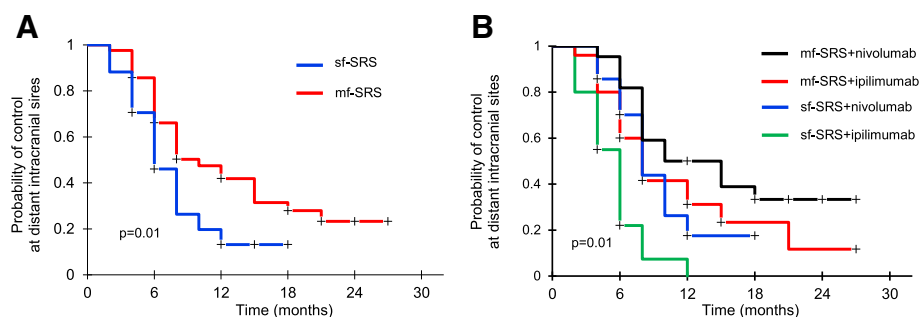 A
Probability of control
at distant intracranial sites
1
0.8
0.6
0.4
0.2
0
sf-SRS
mf-SRS
p=0.01
0 6 12 18 24 30
Time (months)
B
Probability of control
at distant intracranial sites
1
0.8
0.6
0.4
0.2
0
mf-SRS+nivolumab
mf-SRS+ipilimumab
sf-SRS+nivolumab
sf-SRS+ipilimumab
p=0.01
0 6 12 18 24 30
Time (months)